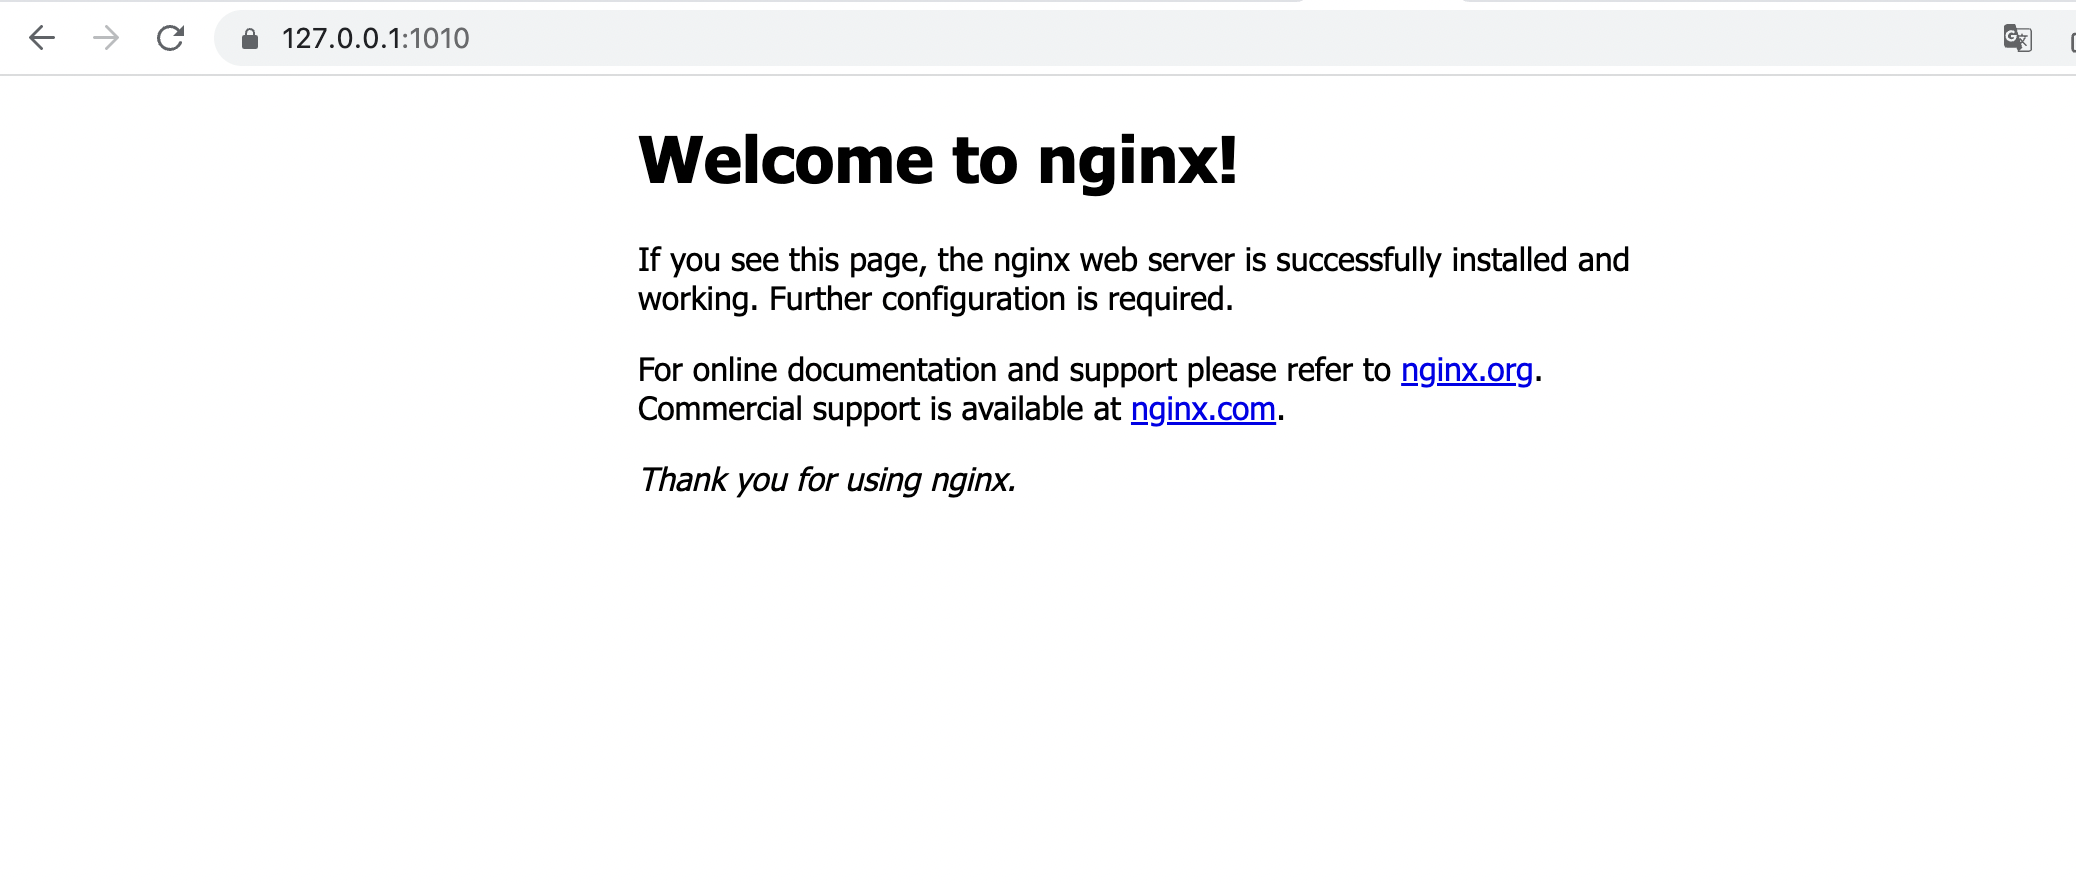 127.0.0.1:1010
Welcome to nginx!
If you see this page, the nginx web server is successfully installed and
working. Further configuration is required.
For online documentation and support please refer to nginx.org.
Commercial support is available at nginx.com.
Thank you for using nginx.